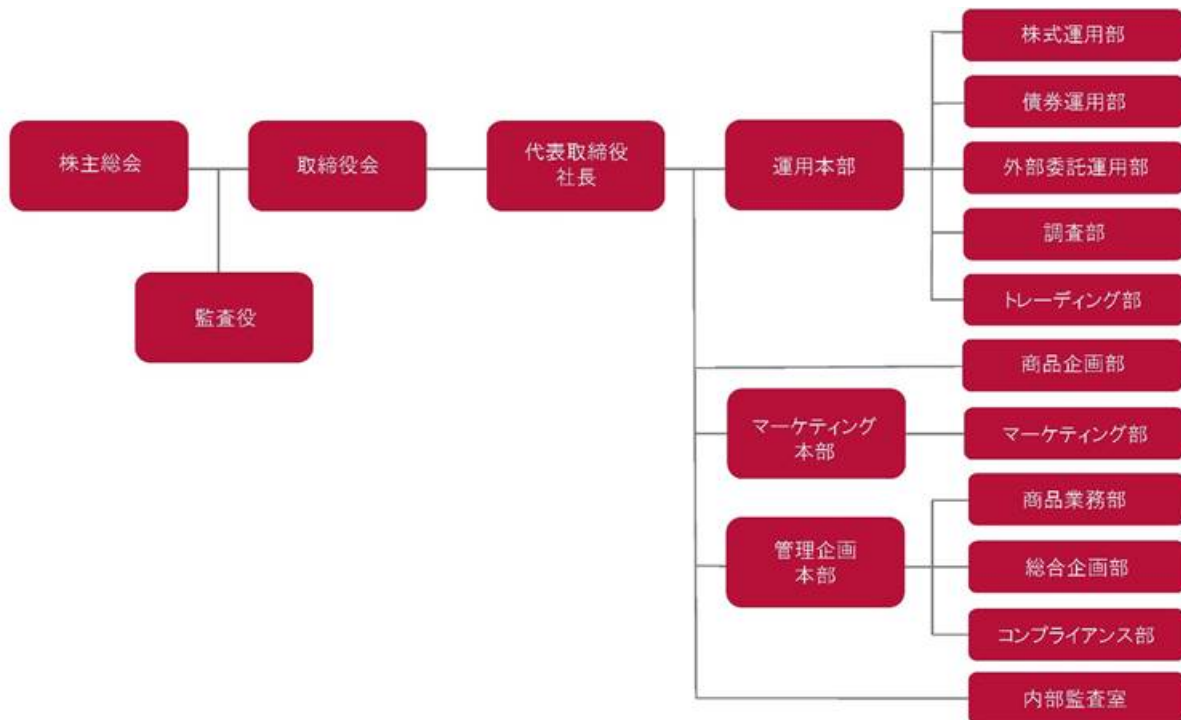 株主総会
取締役会
代表取締役
社長
監査役
運用本部
株式運用部
債券運用部
外部委託運用部
調査部
トレーディング部
商品企画部
マーケティング
本部
マーケティング部
管理企画
本部
商品業務部
総合企画部
コンプライアンス部
内部監査室